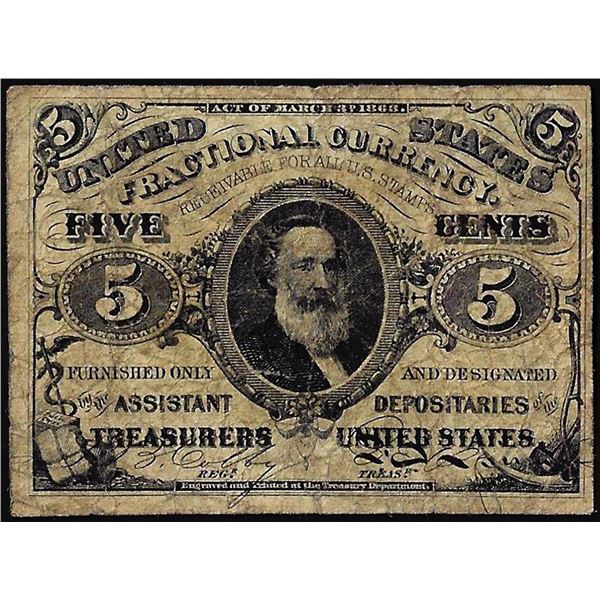 ACT OF MARCH 3D 1863.
5 UNITED STATES 5
FRACTIONAL CURRENCY.
RECEIVABLE FOR ALL U.S. STAMPS
FIVE CENTS
5 5
FURNISHED ONLY AND DESIGNATED
by the ASSISTANT DEPOSITARIES of the
TREASURERS UNITED STATES
REGR. TREASR.
Engraved and Printed at the Treasury Department.